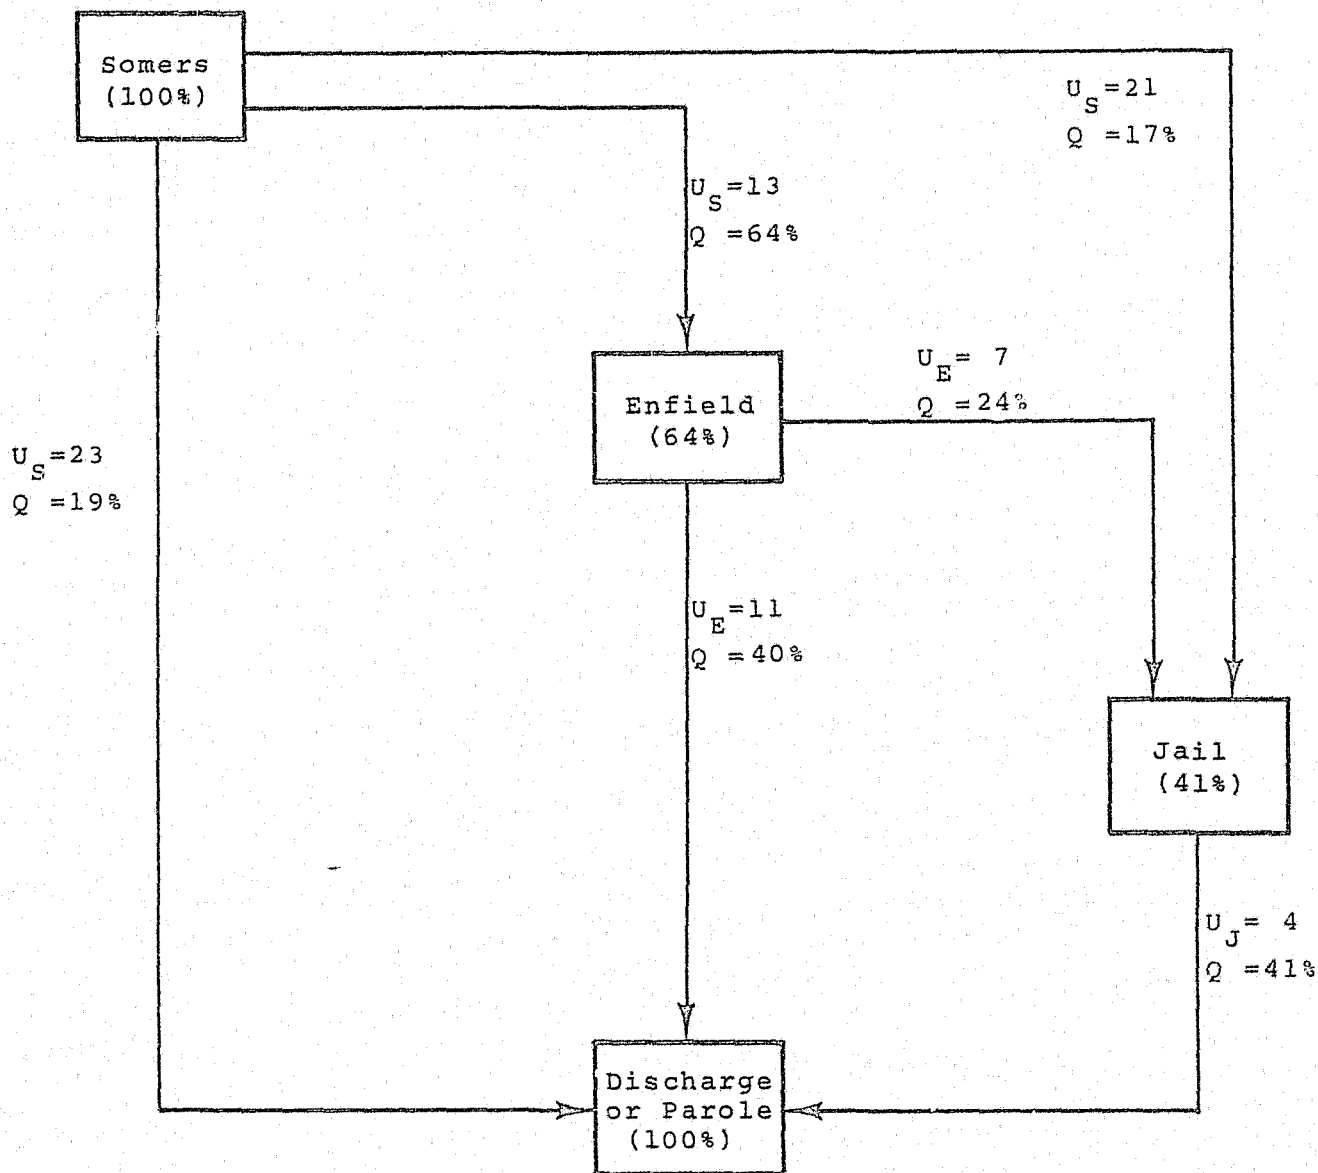 Somers
(100%)
U_S=21
Q =17%
U_S=13
Q =64%
U_E= 7
Q =24%
Enfield
(64%)
U_S=23
Q =19%
U_E=11
Q =40%
Jail
(41%)
U_J= 4
Q =41%
Discharge
or Parole
(100%)